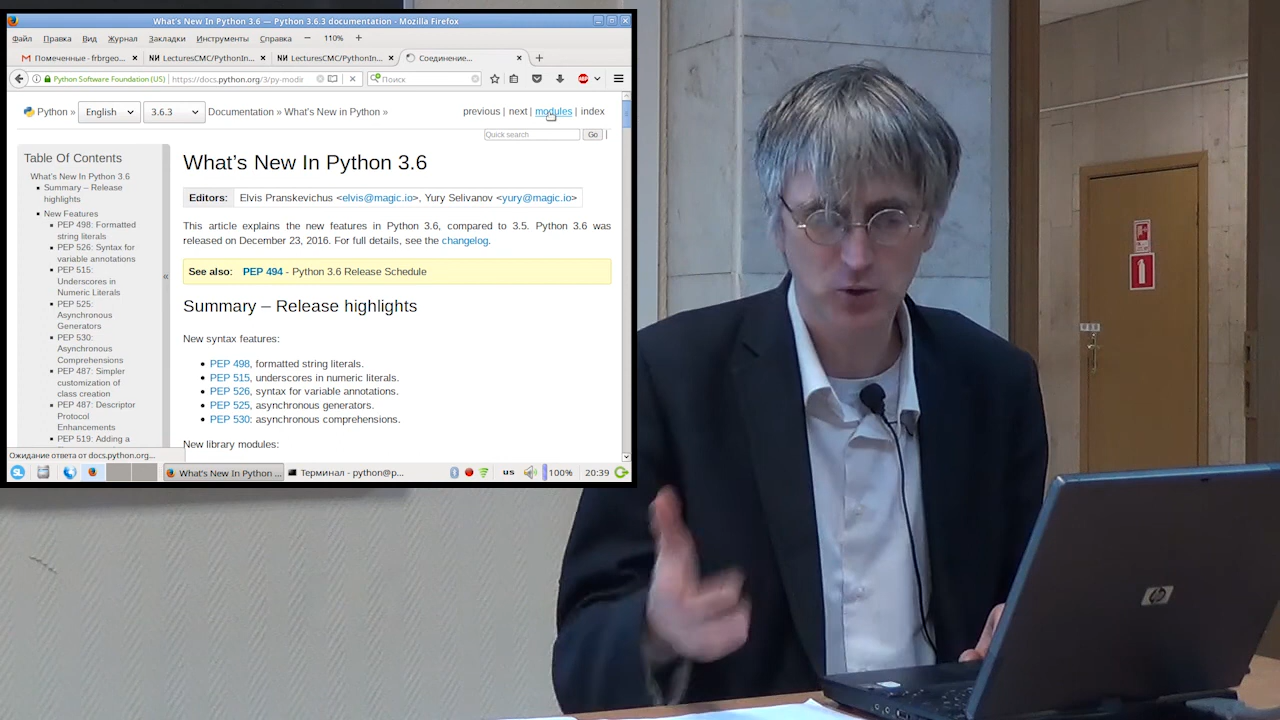 What's New In Python 3.6 — Python 3.6.3 documentation - Mozilla Firefox
Файл Правка Вид Журнал Закладки Инструменты Справка − 110% +
Помеченные - frbrgeo... LecturesCMC/PythonIn... LecturesCMC/PythonIn... Соединение...
Python Software Foundation (US) https://docs.python.org/3/py-modir Поиск
Python » English 3.6.3 Documentation » What's New in Python » previous | next | modules | index
Quick search Go |
Table Of Contents
What's New In Python 3.6
Summary – Release
highlights
New Features
PEP 498: Formatted
string literals
PEP 526: Syntax for
variable annotations
PEP 515:
Underscores in
Numeric Literals
PEP 525:
Asynchronous
Generators
PEP 530:
Asynchronous
Comprehensions
PEP 487: Simpler
customization of
class creation
PEP 487: Descriptor
Protocol
Enhancements
PEP 519: Adding a
«
What's New In Python 3.6
Editors: Elvis Pranskevichus <elvis@magic.io>, Yury Selivanov <yury@magic.io>
This article explains the new features in Python 3.6, compared to 3.5. Python 3.6 was
released on December 23, 2016. For full details, see the changelog.
See also: PEP 494 - Python 3.6 Release Schedule
Summary – Release highlights
New syntax features:
• PEP 498, formatted string literals.
• PEP 515, underscores in numeric literals.
• PEP 526, syntax for variable annotations.
• PEP 525, asynchronous generators.
• PEP 530: asynchronous comprehensions.
New library modules:
Ожидание ответа от docs.python.org...
What's New In Python ... Терминал - python@p... us 100% 20:39
hp